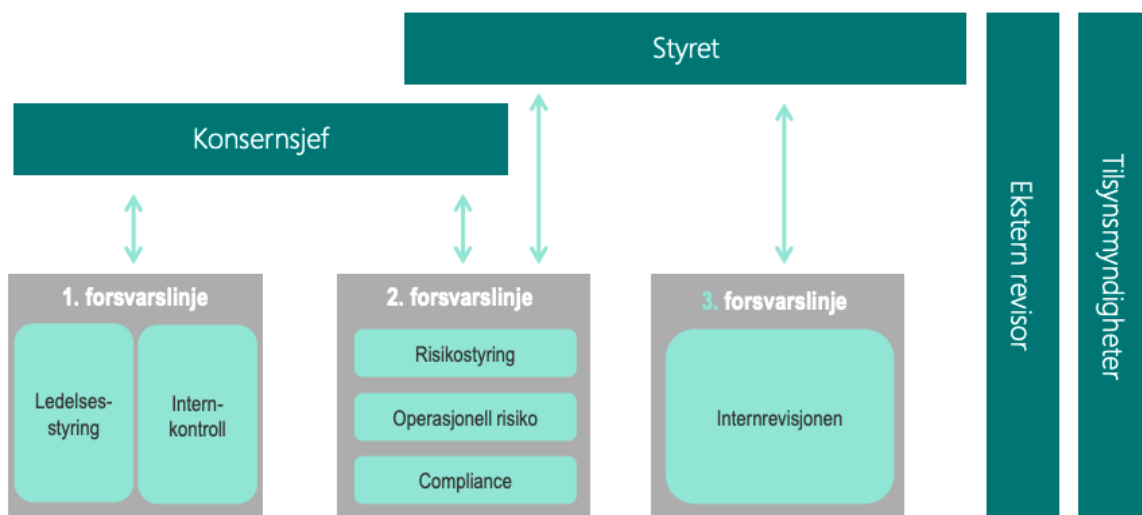 Styret
Konsernsjef
1. forsvarslinje
Ledelses-
styring
Intern-
kontroll
2. forsvarslinje
Risikostyring
Operasjonell risiko
Compliance
3. forsvarslinje
Internrevisjonen
Ekstern revisor
Tilsynsmyndigheter